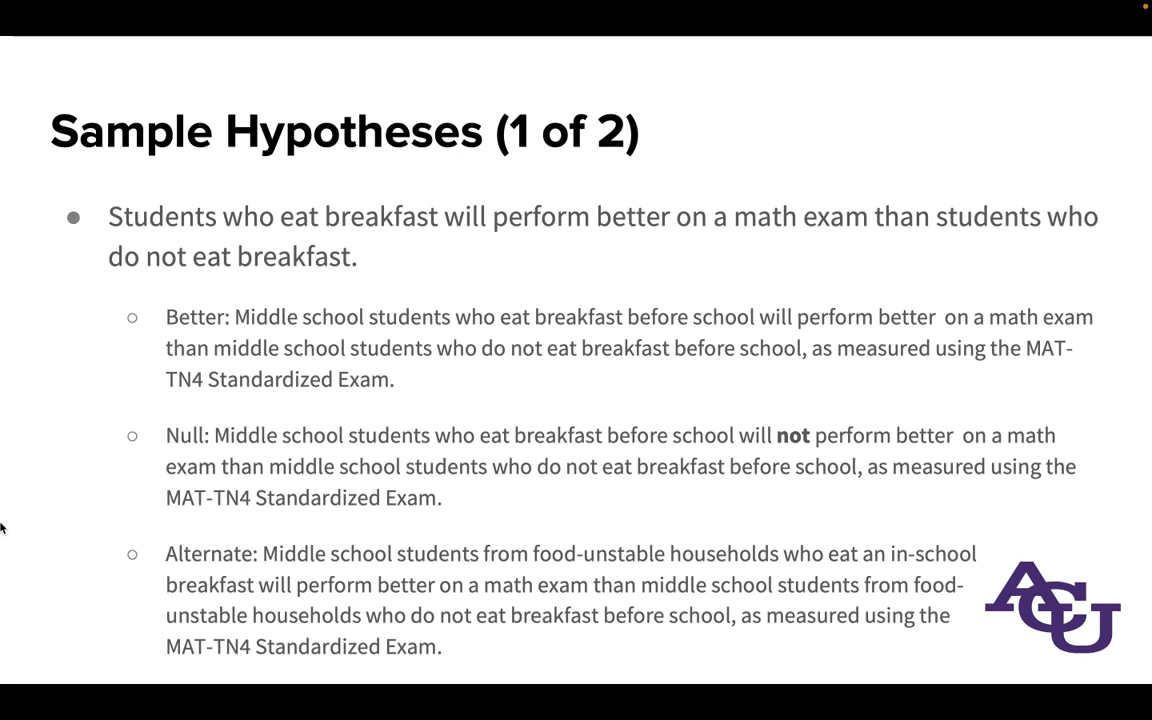 Sample Hypotheses (1 of 2)
● Students who eat breakfast will perform better on a math exam than students who
do not eat breakfast.
○ Better: Middle school students who eat breakfast before school will perform better  on a math exam
than middle school students who do not eat breakfast before school, as measured using the MAT-
TN4 Standardized Exam.
○ Null: Middle school students who eat breakfast before school will not perform better  on a math
exam than middle school students who do not eat breakfast before school, as measured using the
MAT-TN4 Standardized Exam.
○ Alternate: Middle school students from food-unstable households who eat an in-school
breakfast will perform better on a math exam than middle school students from food-
unstable households who do not eat breakfast before school, as measured using the
MAT-TN4 Standardized Exam.
ACU